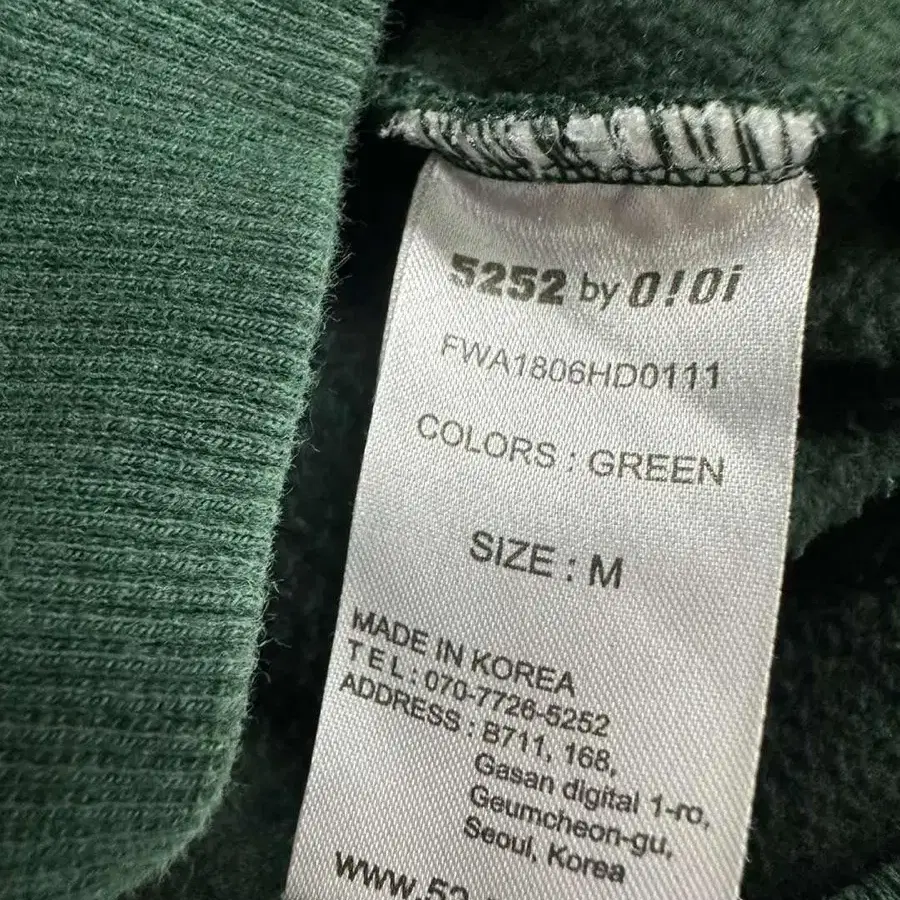 5252 by O!Oi
FWA1806HD0111
COLORS : GREEN
SIZE : M
MADE IN KOREA
T E L : 070-7726-5252
ADDRESS : B711, 168,
Gasan digital 1-ro,
Geumcheon-gu,
Seoul, Korea